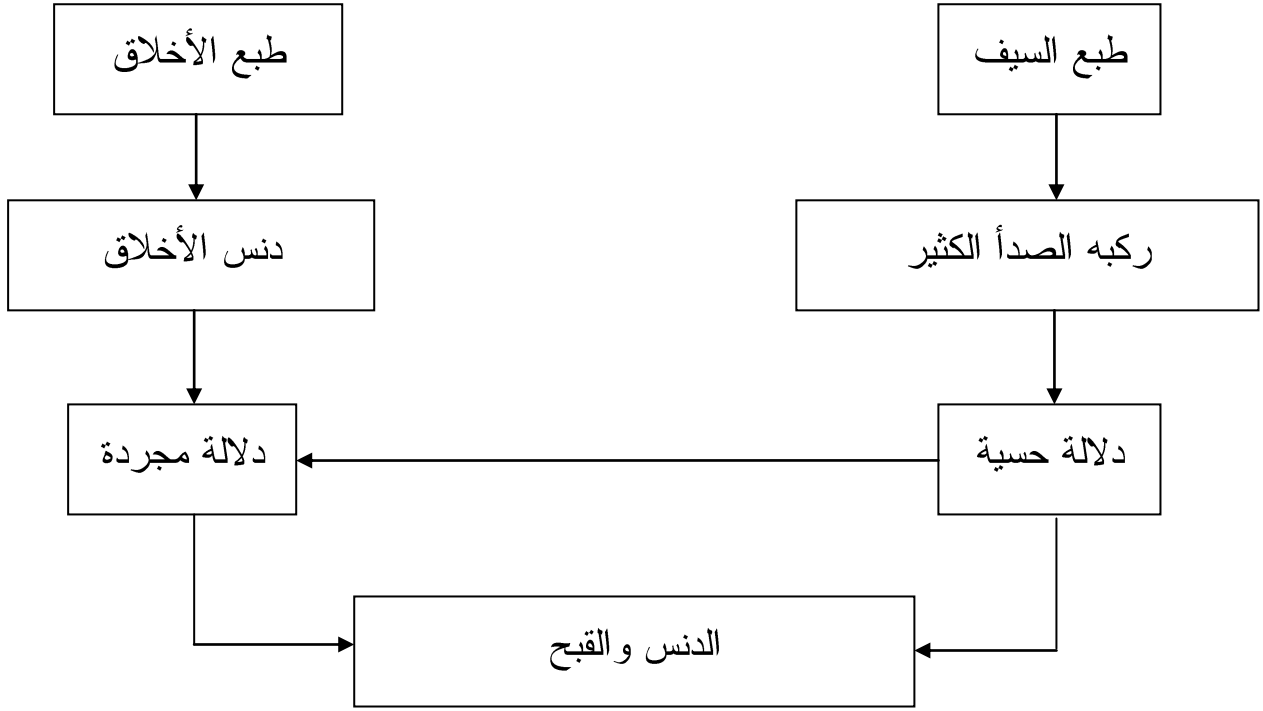 طبع السيف
طبع الأخلاق
ركبه الصدأ الكثير
دنس الأخلاق
دلالة حسية
دلالة مجردة
الدنس والقبح